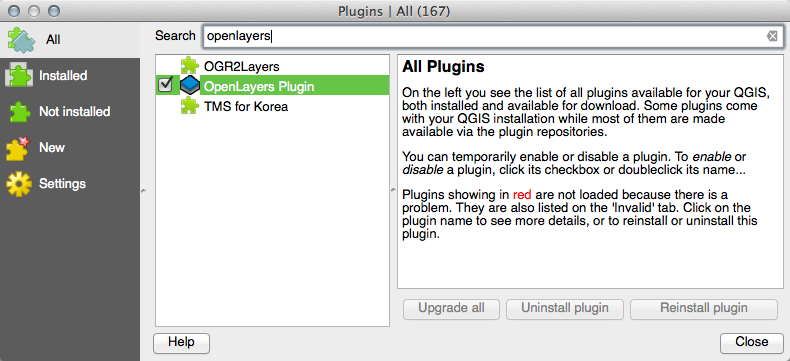 Plugins | All (167)
All
Installed
Not installed
New
Settings
Search openlayers
OGR2Layers
OpenLayers Plugin
TMS for Korea
All Plugins
On the left you see the list of all plugins available for your QGIS,
both installed and available for download. Some plugins come
with your QGIS installation while most of them are made
available via the plugin repositories.
You can temporarily enable or disable a plugin. To enable or
disable a plugin, click its checkbox or doubleclick its name...
Plugins showing in red are not loaded because there is a
problem. They are also listed on the 'Invalid' tab. Click on the
plugin name to see more details, or to reinstall or uninstall this
plugin.
Upgrade all Uninstall plugin Reinstall plugin
Help Close